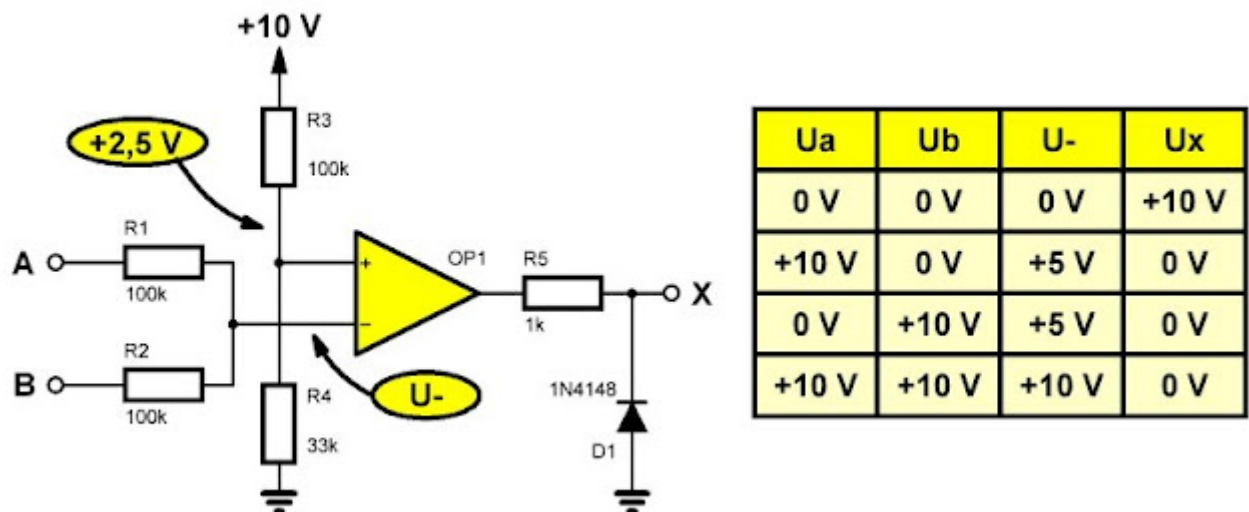 +10 V
R3
100k
+2,5 V
A
R1
100k
B
R2
100k
+
−
OP1
R5
1k
X
R4
33k
U-
1N4148
D1
Ua Ub U- Ux
0 V 0 V 0 V +10 V
+10 V 0 V +5 V 0 V
0 V +10 V +5 V 0 V
+10 V +10 V +10 V 0 V